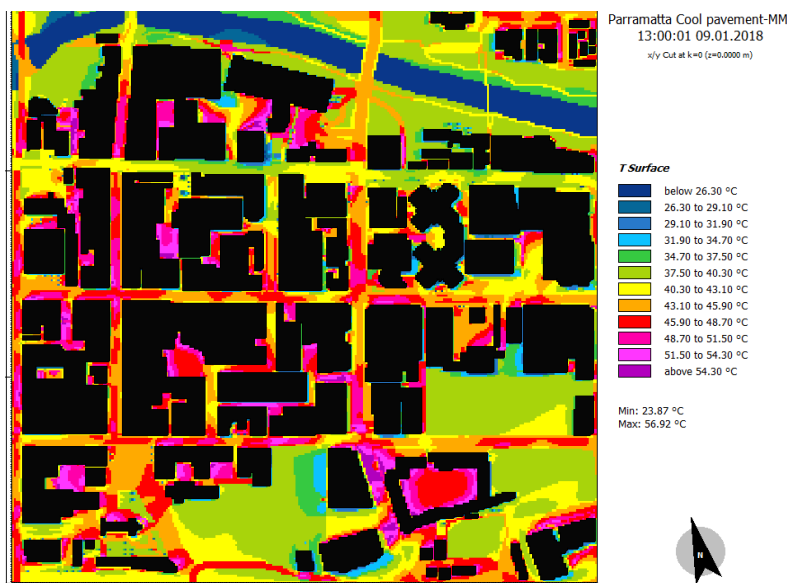 Parramatta Cool pavement-MM
13:00:01 09.01.2018
x/y Cut at k=0 (z=0.0000 m)
T Surface
below 26.30 °C
26.30 to 29.10 °C
29.10 to 31.90 °C
31.90 to 34.70 °C
34.70 to 37.50 °C
37.50 to 40.30 °C
40.30 to 43.10 °C
43.10 to 45.90 °C
45.90 to 48.70 °C
48.70 to 51.50 °C
51.50 to 54.30 °C
above 54.30 °C
Min: 23.87 °C
Max: 56.92 °C
N